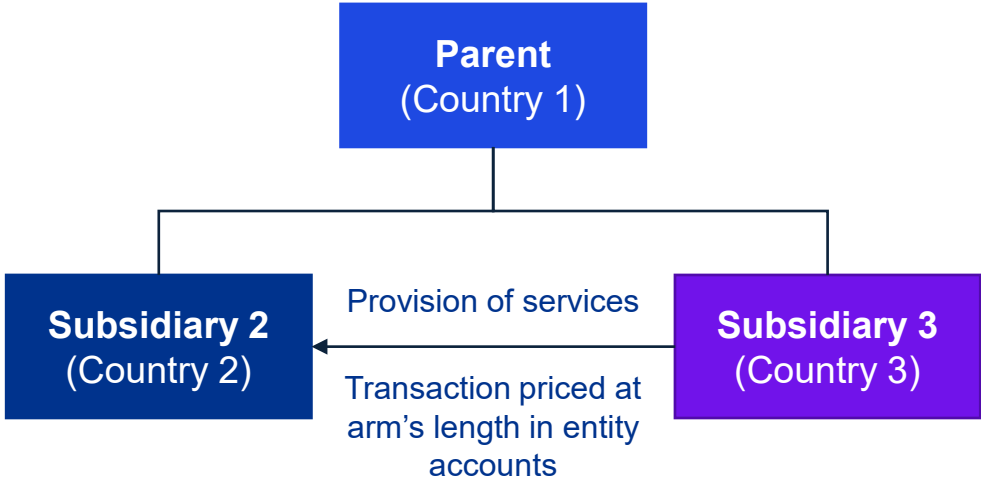 Parent
(Country 1)
Subsidiary 2
(Country 2)
Provision of services
Transaction priced at
arm’s length in entity
accounts
Subsidiary 3
(Country 3)